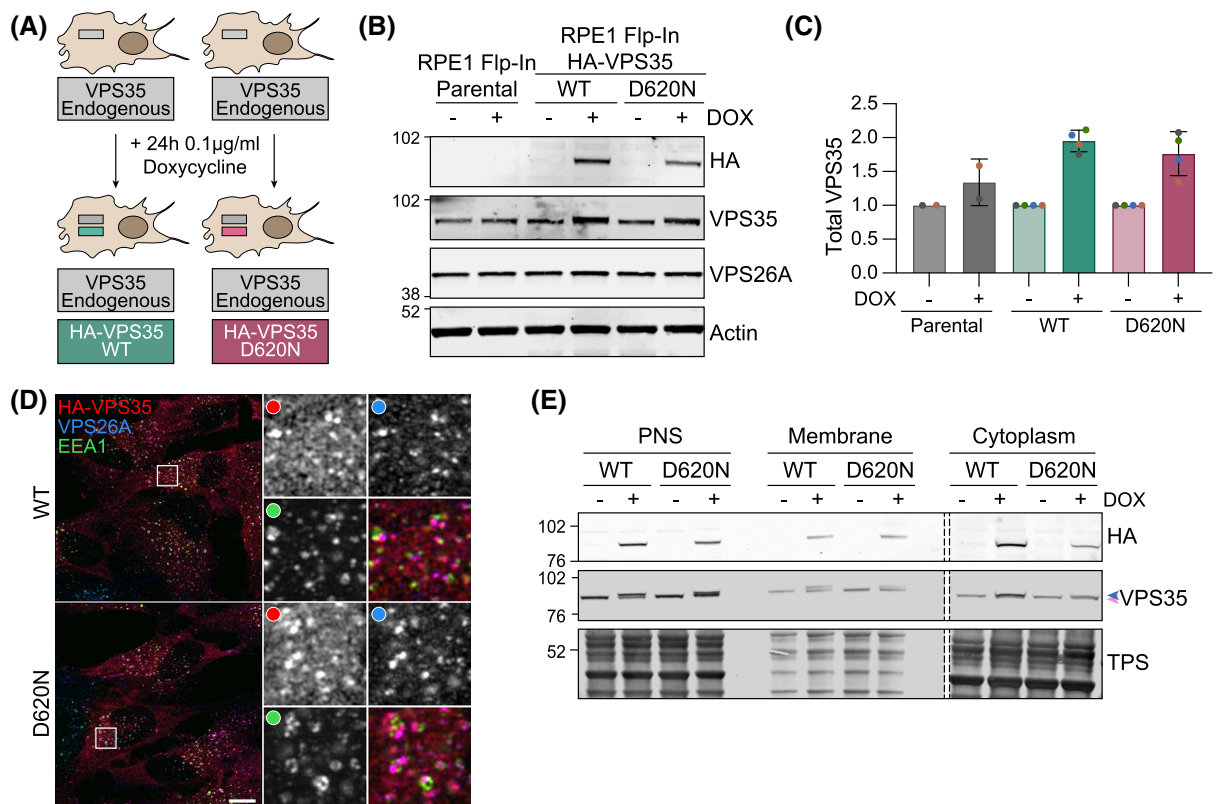 (A)
VPS35
Endogenous
VPS35
Endogenous
+ 24h 0.1µg/ml
Doxycycline
VPS35
Endogenous
VPS35
Endogenous
HA-VPS35
WT
HA-VPS35
D620N
(B)
RPE1 Flp-In
Parental
RPE1 Flp-In
HA-VPS35
WT
D620N
- + - + - + DOX
102
HA
102
VPS35
VPS26A
38
52
Actin
(C)
Total VPS35
2.5
2.0
1.5
1.0
0.5
0.0
DOX - + - + - +
Parental WT D620N
(D)
HA-VPS35
VPS26A
EEA1
WT
D620N
(E)
PNS Membrane Cytoplasm
WT D620N WT D620N WT D620N
- + - + - + - + - + - + DOX
102
HA
76
102
VPS35
76
52
TPS